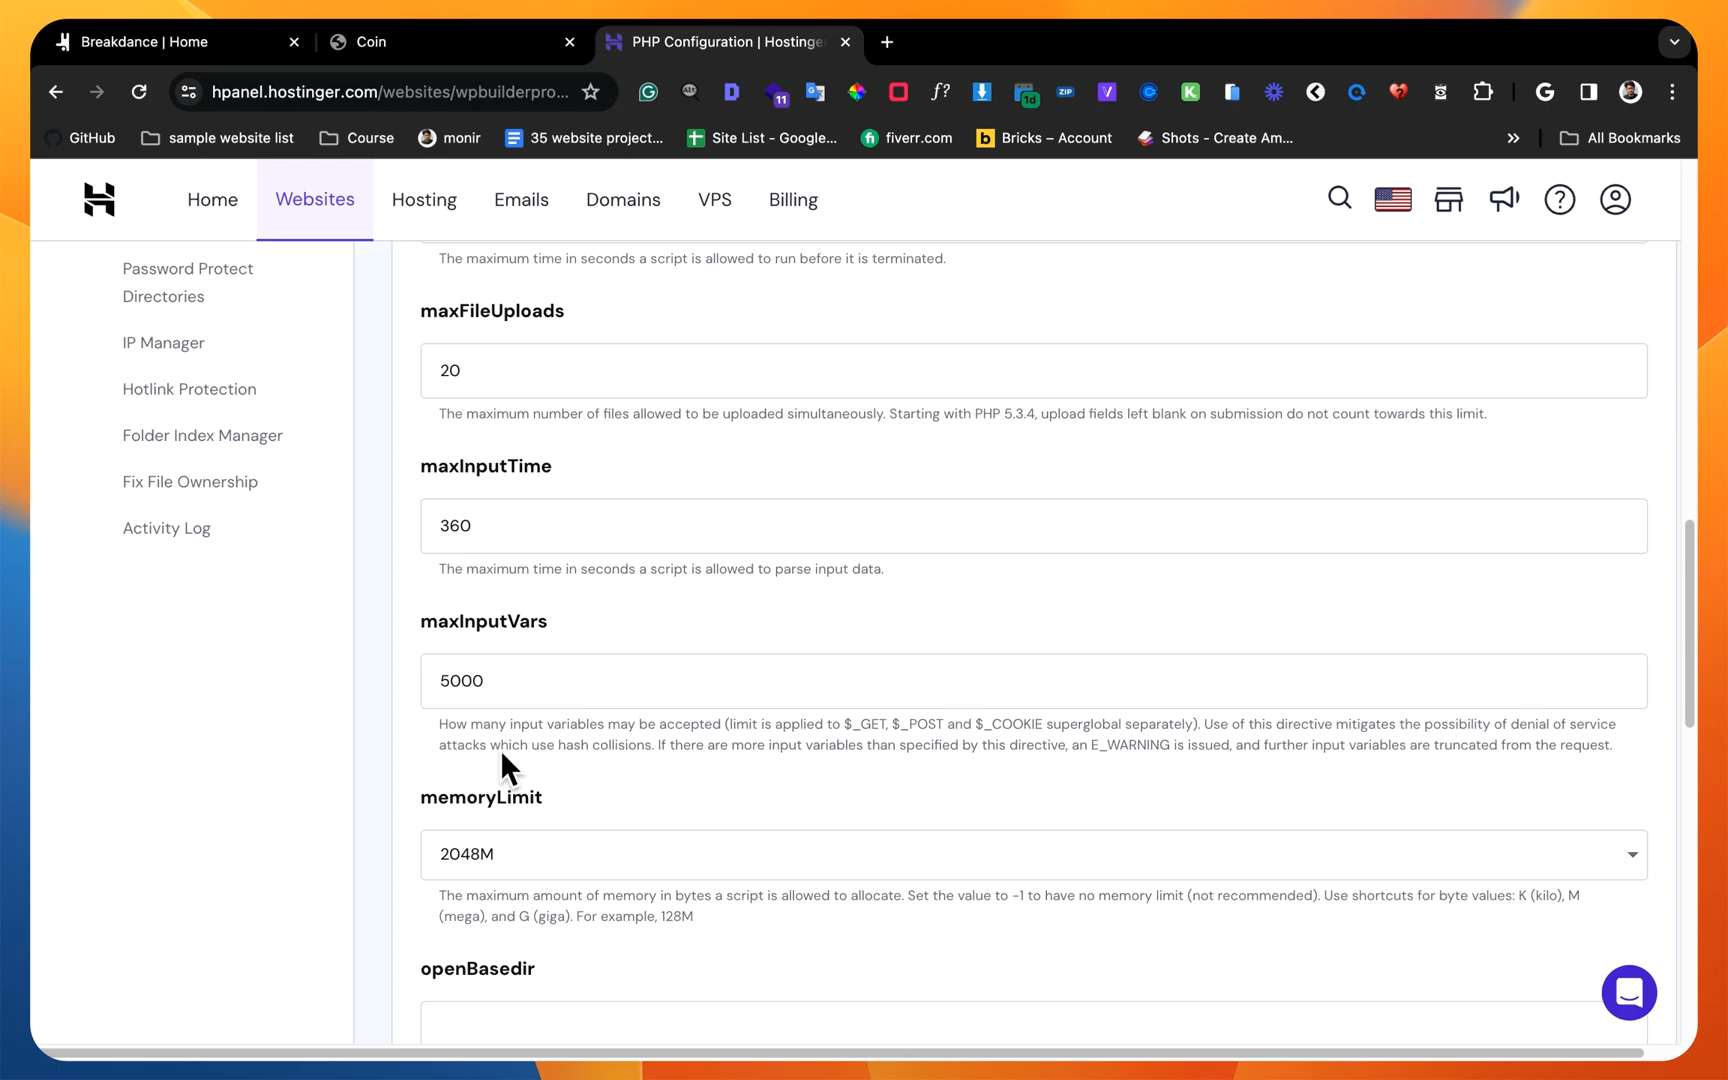 Breakdance | Home
Coin
PHP Configuration | Hostinger
hpanel.hostinger.com/websites/wpbuilderpro...
11
f?
1d
ZIP
GitHub
sample website list
Course
monir
35 website project...
Site List - Google...
fiverr.com
Bricks – Account
Shots - Create Am...
All Bookmarks
Home
Websites
Hosting
Emails
Domains
VPS
Billing
Password Protect
Directories
IP Manager
Hotlink Protection
Folder Index Manager
Fix File Ownership
Activity Log
The maximum time in seconds a script is allowed to run before it is terminated.
maxFileUploads
20
The maximum number of files allowed to be uploaded simultaneously. Starting with PHP 5.3.4, upload fields left blank on submission do not count towards this limit.
maxInputTime
360
The maximum time in seconds a script is allowed to parse input data.
maxInputVars
5000
How many input variables may be accepted (limit is applied to $_GET, $_POST and $_COOKIE superglobal separately). Use of this directive mitigates the possibility of denial of service
attacks which use hash collisions. If there are more input variables than specified by this directive, an E_WARNING is issued, and further input variables are truncated from the request.
memoryLimit
2048M
The maximum amount of memory in bytes a script is allowed to allocate. Set the value to -1 to have no memory limit (not recommended). Use shortcuts for byte values: K (kilo), M
(mega), and G (giga). For example, 128M
openBasedir